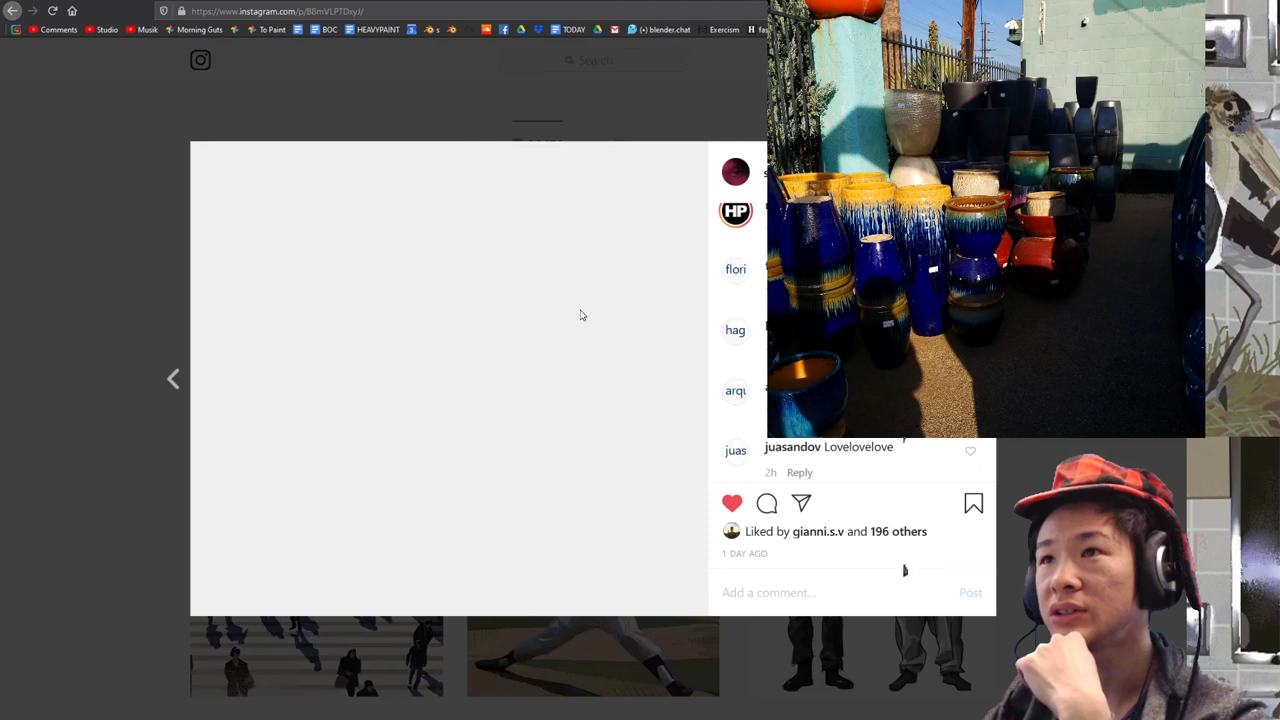 https://www.instagram.com/p/B8mVLPTDxyJ/
Comments Studio Musik Morning Guts To Paint BOC HEAVYPAINT s TODAY (•) blender.chat Exercism
Search
HP
flori
hag
arqu
juas juasandov Lovelovelove
2h Reply
Liked by gianni.s.v and 196 others
1 DAY AGO
Add a comment... Post